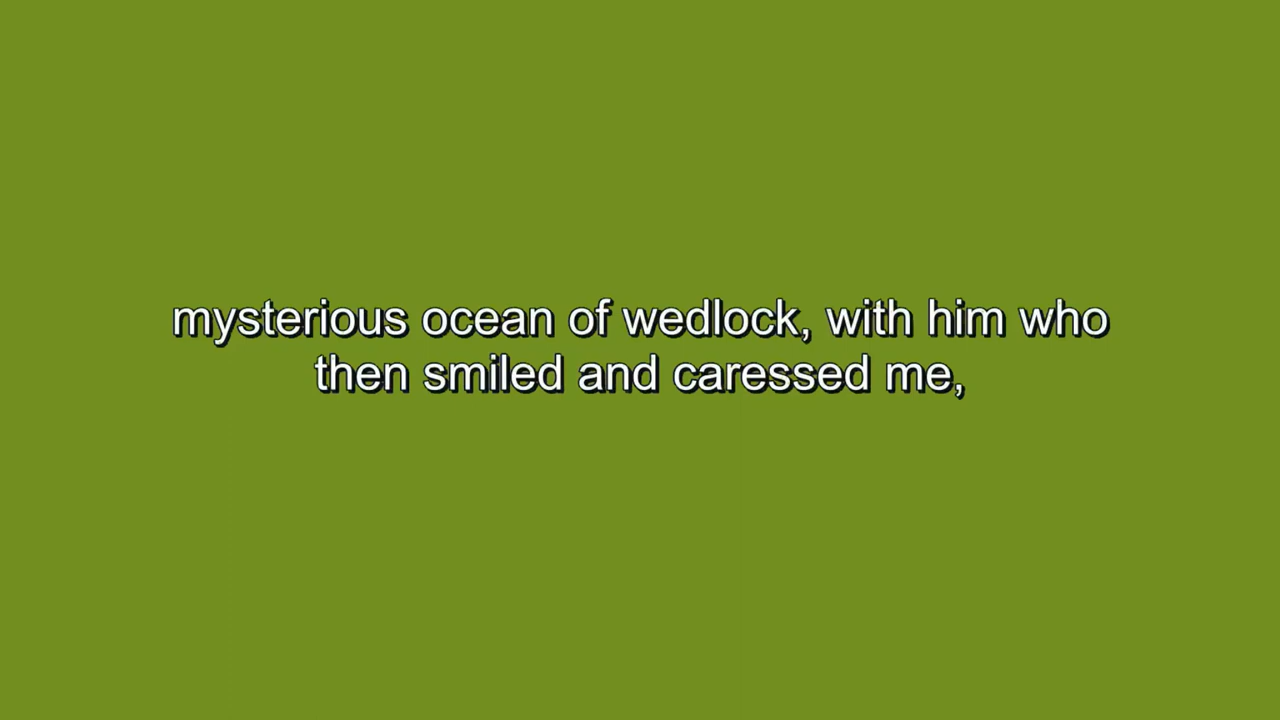 mysterious ocean of wedlock, with him who
then smiled and caressed me,